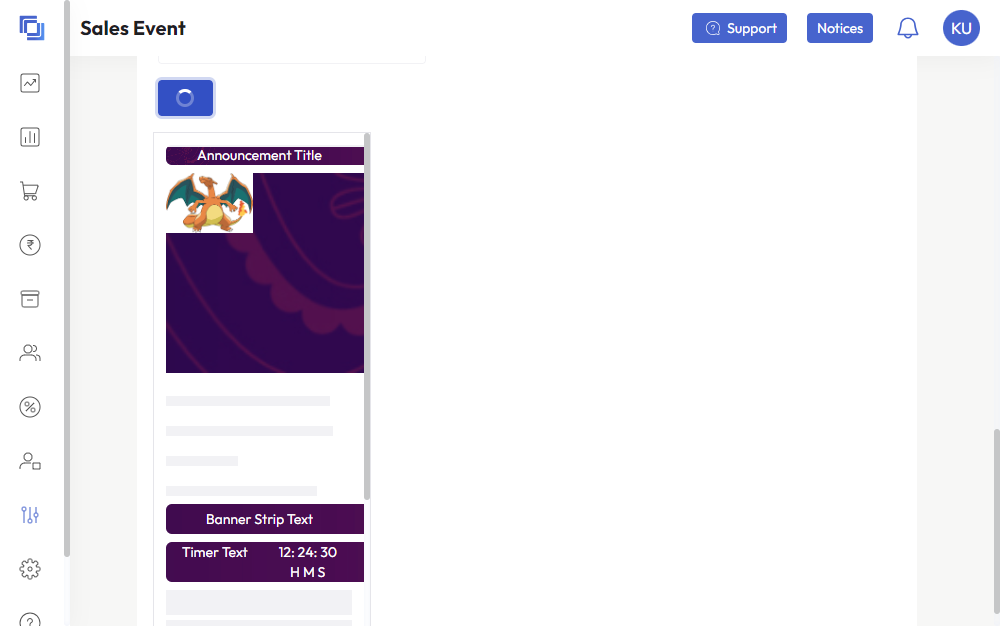 Sales Event
Support
Notices
KU
Announcement Title
Banner Strip Text
Timer Text
12: 24: 30
H M S